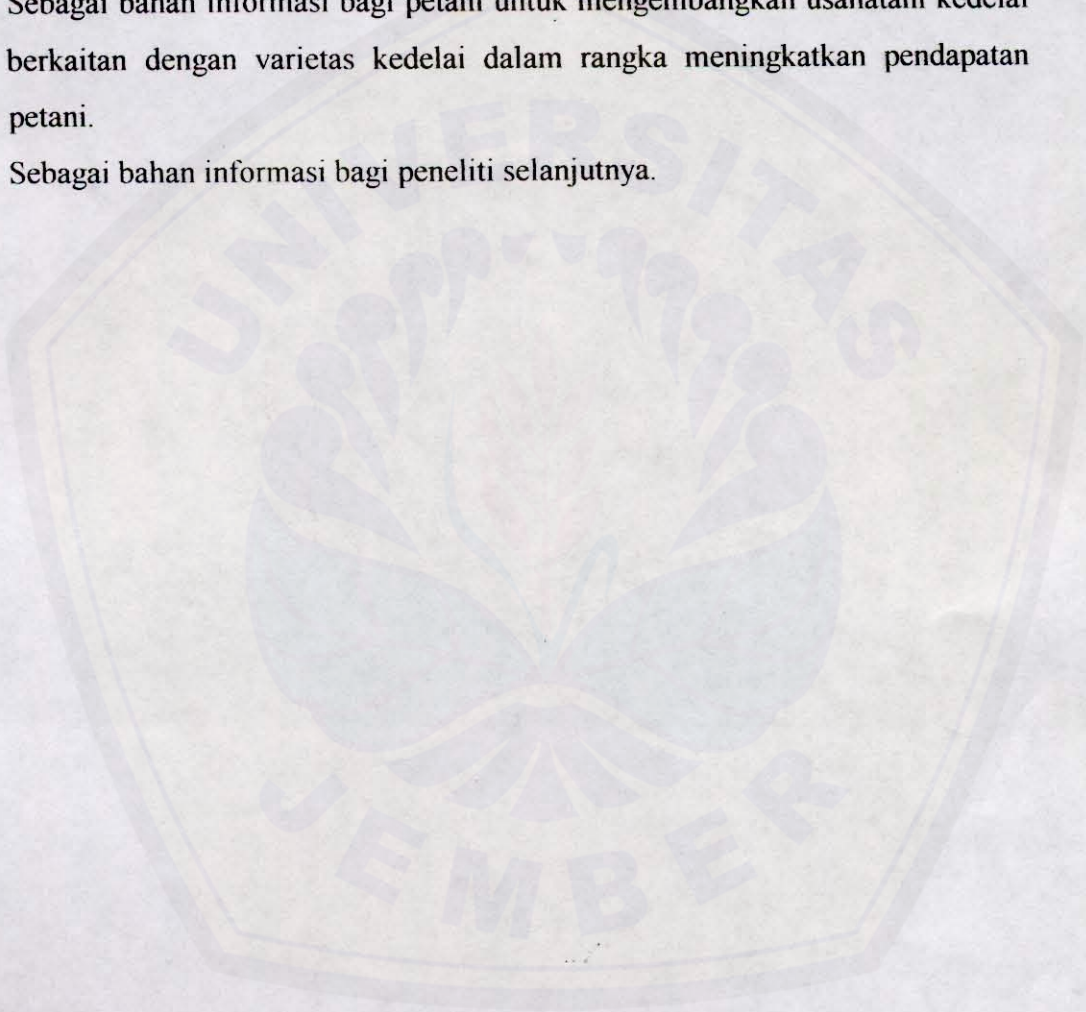 Sebagai bahan informasi bagi petani untuk mengembangkan usahatani kedelai
berkaitan dengan varietas kedelai dalam rangka meningkatkan pendapatan
petani.
Sebagai bahan informasi bagi peneliti selanjutnya.
UNIVERSITAS
JEMBER